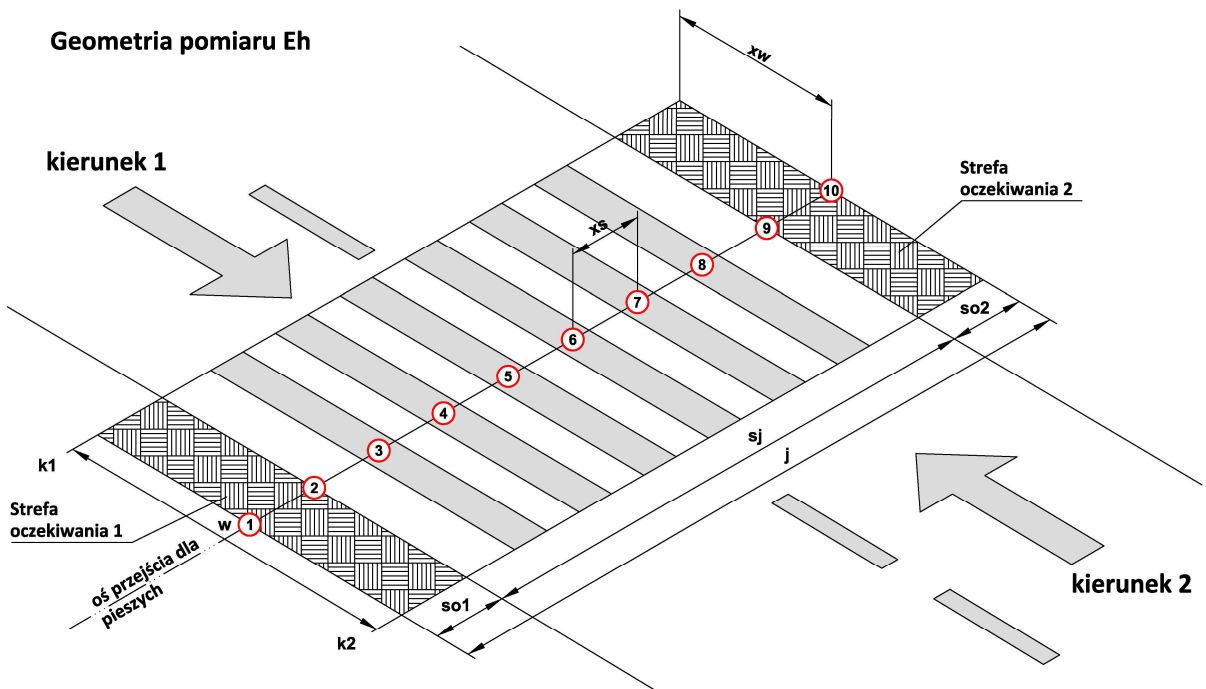 Geometria pomiaru Eh
xw
kierunek 1
Strefa
oczekiwania 2
10
9
xs
8
7
6
5
4
3
2
1
so2
sj
j
k1
Strefa
oczekiwania 1
w
oś przejścia dla
pieszych
so1
k2
kierunek 2